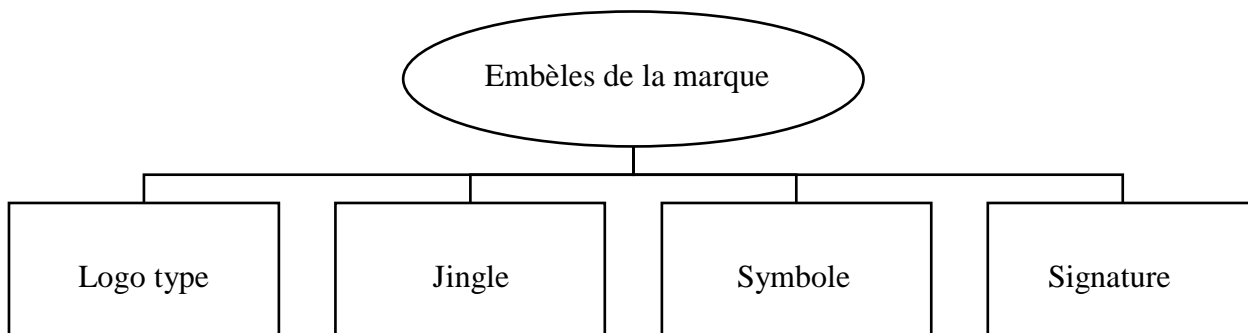 Embèles de la marque
Logo type
Jingle
Symbole
Signature